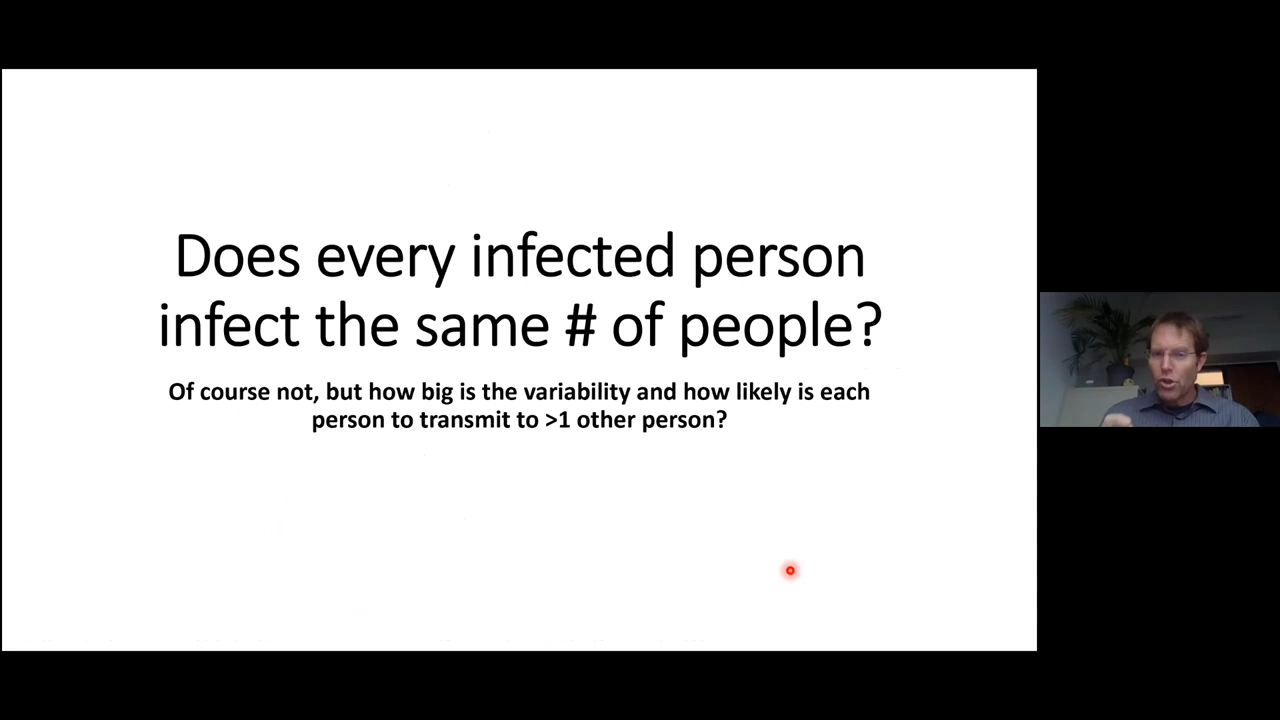 Does every infected person
infect the same # of people?
Of course not, but how big is the variability and how likely is each
person to transmit to >1 other person?